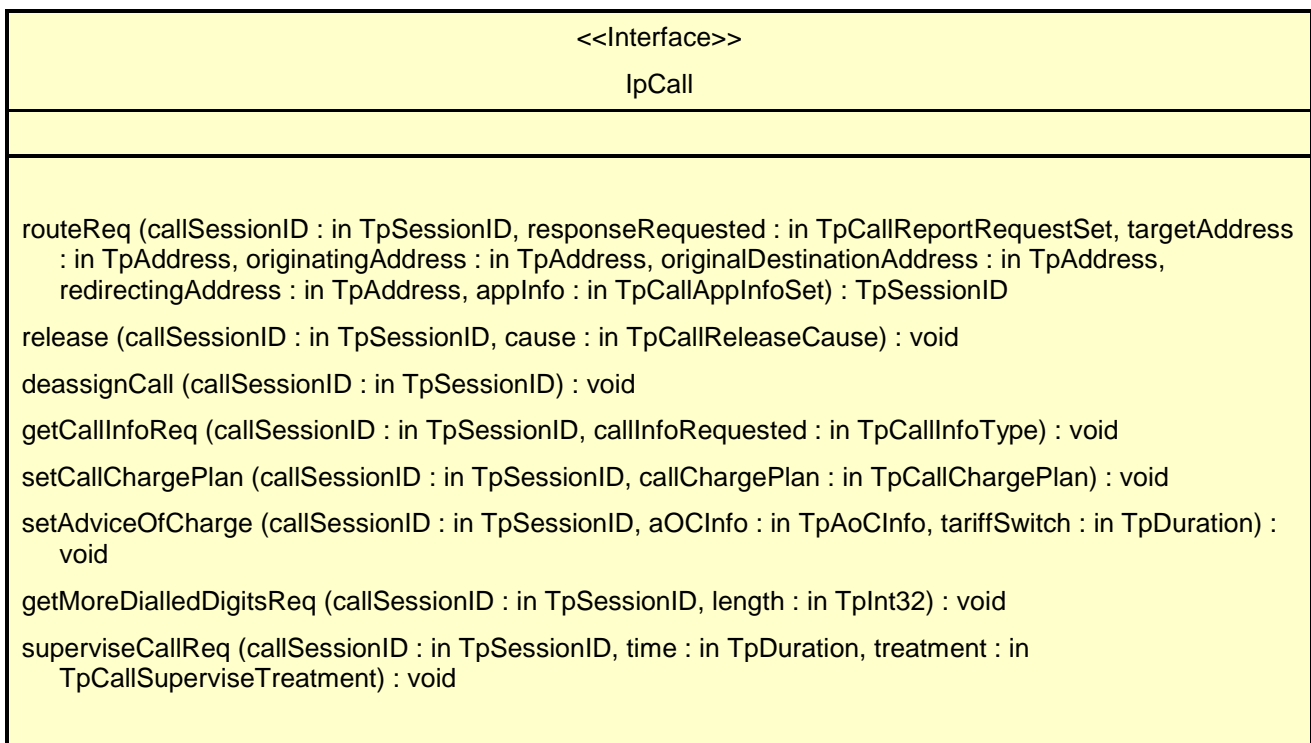 <<Interface>>
IpCall
routeReq (callSessionID : in TpSessionID, responseRequested : in TpCallReportRequestSet, targetAddress
: in TpAddress, originatingAddress : in TpAddress, originalDestinationAddress : in TpAddress,
redirectingAddress : in TpAddress, appInfo : in TpCallAppInfoSet) : TpSessionID
release (callSessionID : in TpSessionID, cause : in TpCallReleaseCause) : void
deassignCall (callSessionID : in TpSessionID) : void
getCallInfoReq (callSessionID : in TpSessionID, callInfoRequested : in TpCallInfoType) : void
setCallChargePlan (callSessionID : in TpSessionID, callChargePlan : in TpCallChargePlan) : void
setAdviceOfCharge (callSessionID : in TpSessionID, aOCInfo : in TpAoCInfo, tariffSwitch : in TpDuration) :
void
getMoreDialledDigitsReq (callSessionID : in TpSessionID, length : in TpInt32) : void
superviseCallReq (callSessionID : in TpSessionID, time : in TpDuration, treatment : in
TpCallSuperviseTreatment) : void